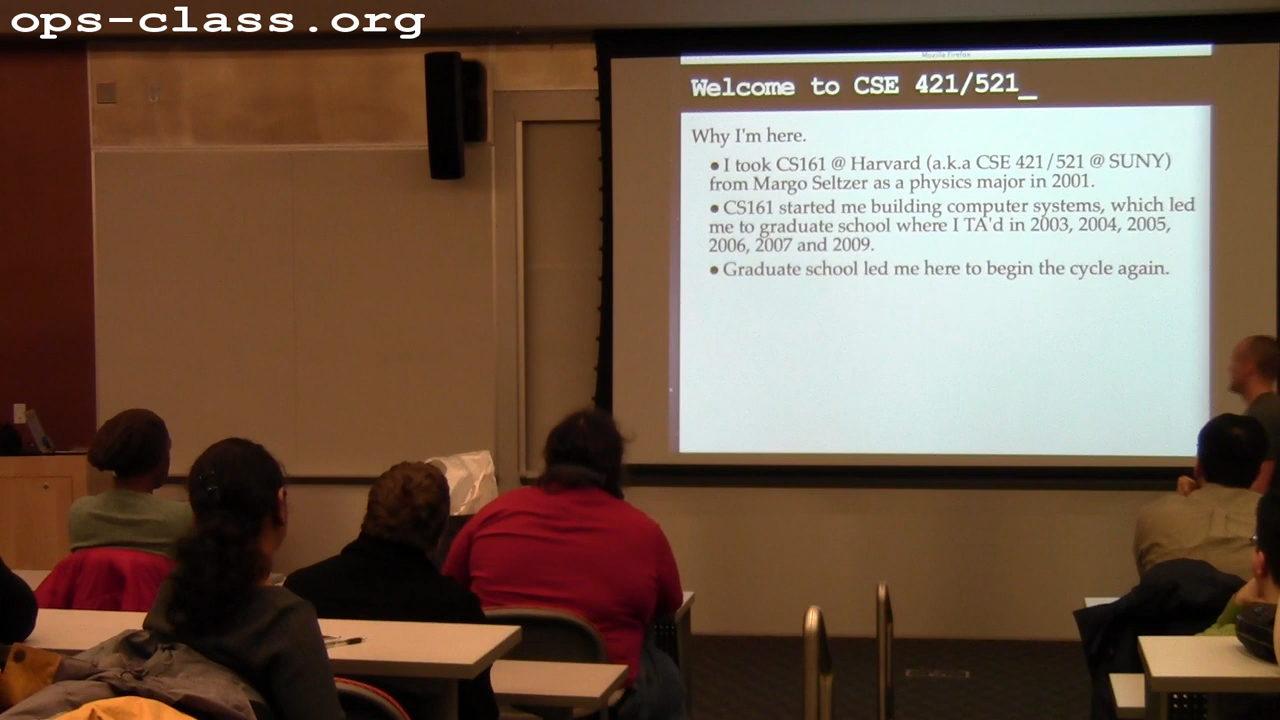 ops-class.org
Mozilla Firefox
Welcome to CSE 421/521_
Why I'm here.
● I took CS161 @ Harvard (a.k.a CSE 421/521 @ SUNY)
from Margo Seltzer as a physics major in 2001.
● CS161 started me building computer systems, which led
me to graduate school where I TA'd in 2003, 2004, 2005,
2006, 2007 and 2009.
● Graduate school led me here to begin the cycle again.